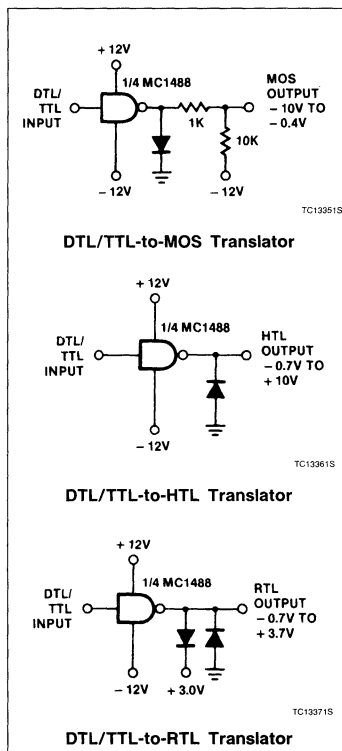 + 12V
1/4 MC1488
DTL/
TTL
INPUT
MOS
OUTPUT
– 10V TO
– 0.4V
1K
10K
– 12V
– 12V
TC13351S
DTL/TTL-to-MOS Translator
+ 12V
1/4 MC1488
DTL/
TTL
INPUT
HTL
OUTPUT
– 0.7V TO
+ 10V
– 12V
TC13361S
DTL/TTL-to-HTL Translator
+ 12V
1/4 MC1488
DTL/
TTL
INPUT
RTL
OUTPUT
– 0.7V TO
+ 3.7V
– 12V
+ 3.0V
TC13371S
DTL/TTL-to-RTL Translator